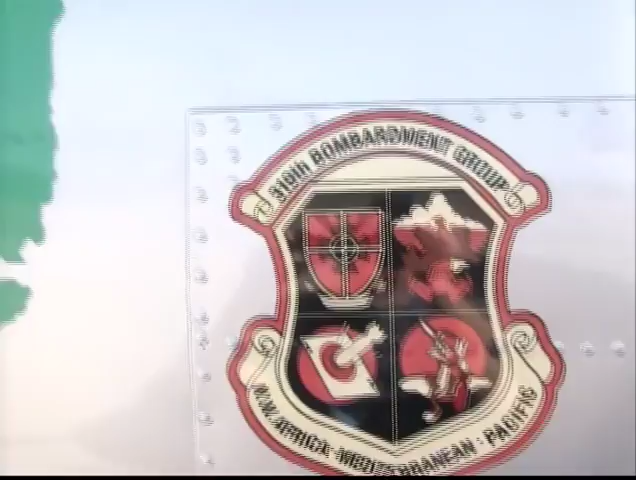 319th BOMBARDMENT GROUP
N.W. AFRICA · MEDITERRANEAN · PACIFIC